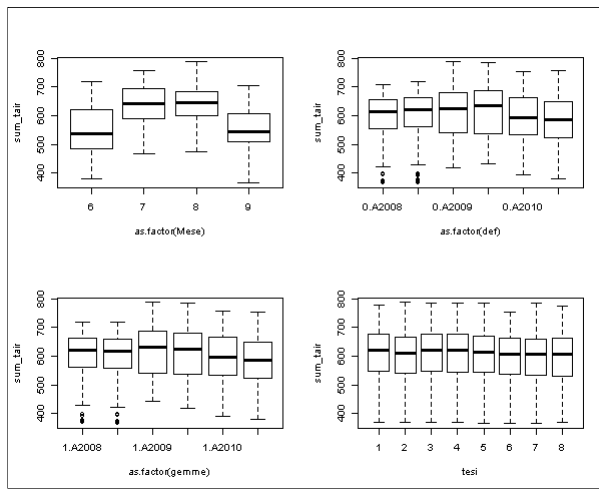 800
700
600
500
400
sum_tair
6 7 8 9
as.factor(Mese)
800
700
600
500
400
sum_tair
0.A2008 0.A2009 0.A2010
as.factor(def)
800
700
600
500
400
sum_tair
1.A2008 1.A2009 1.A2010
as.factor(gemme)
800
700
600
500
400
sum_tair
1 2 3 4 5 6 7 8
tesi